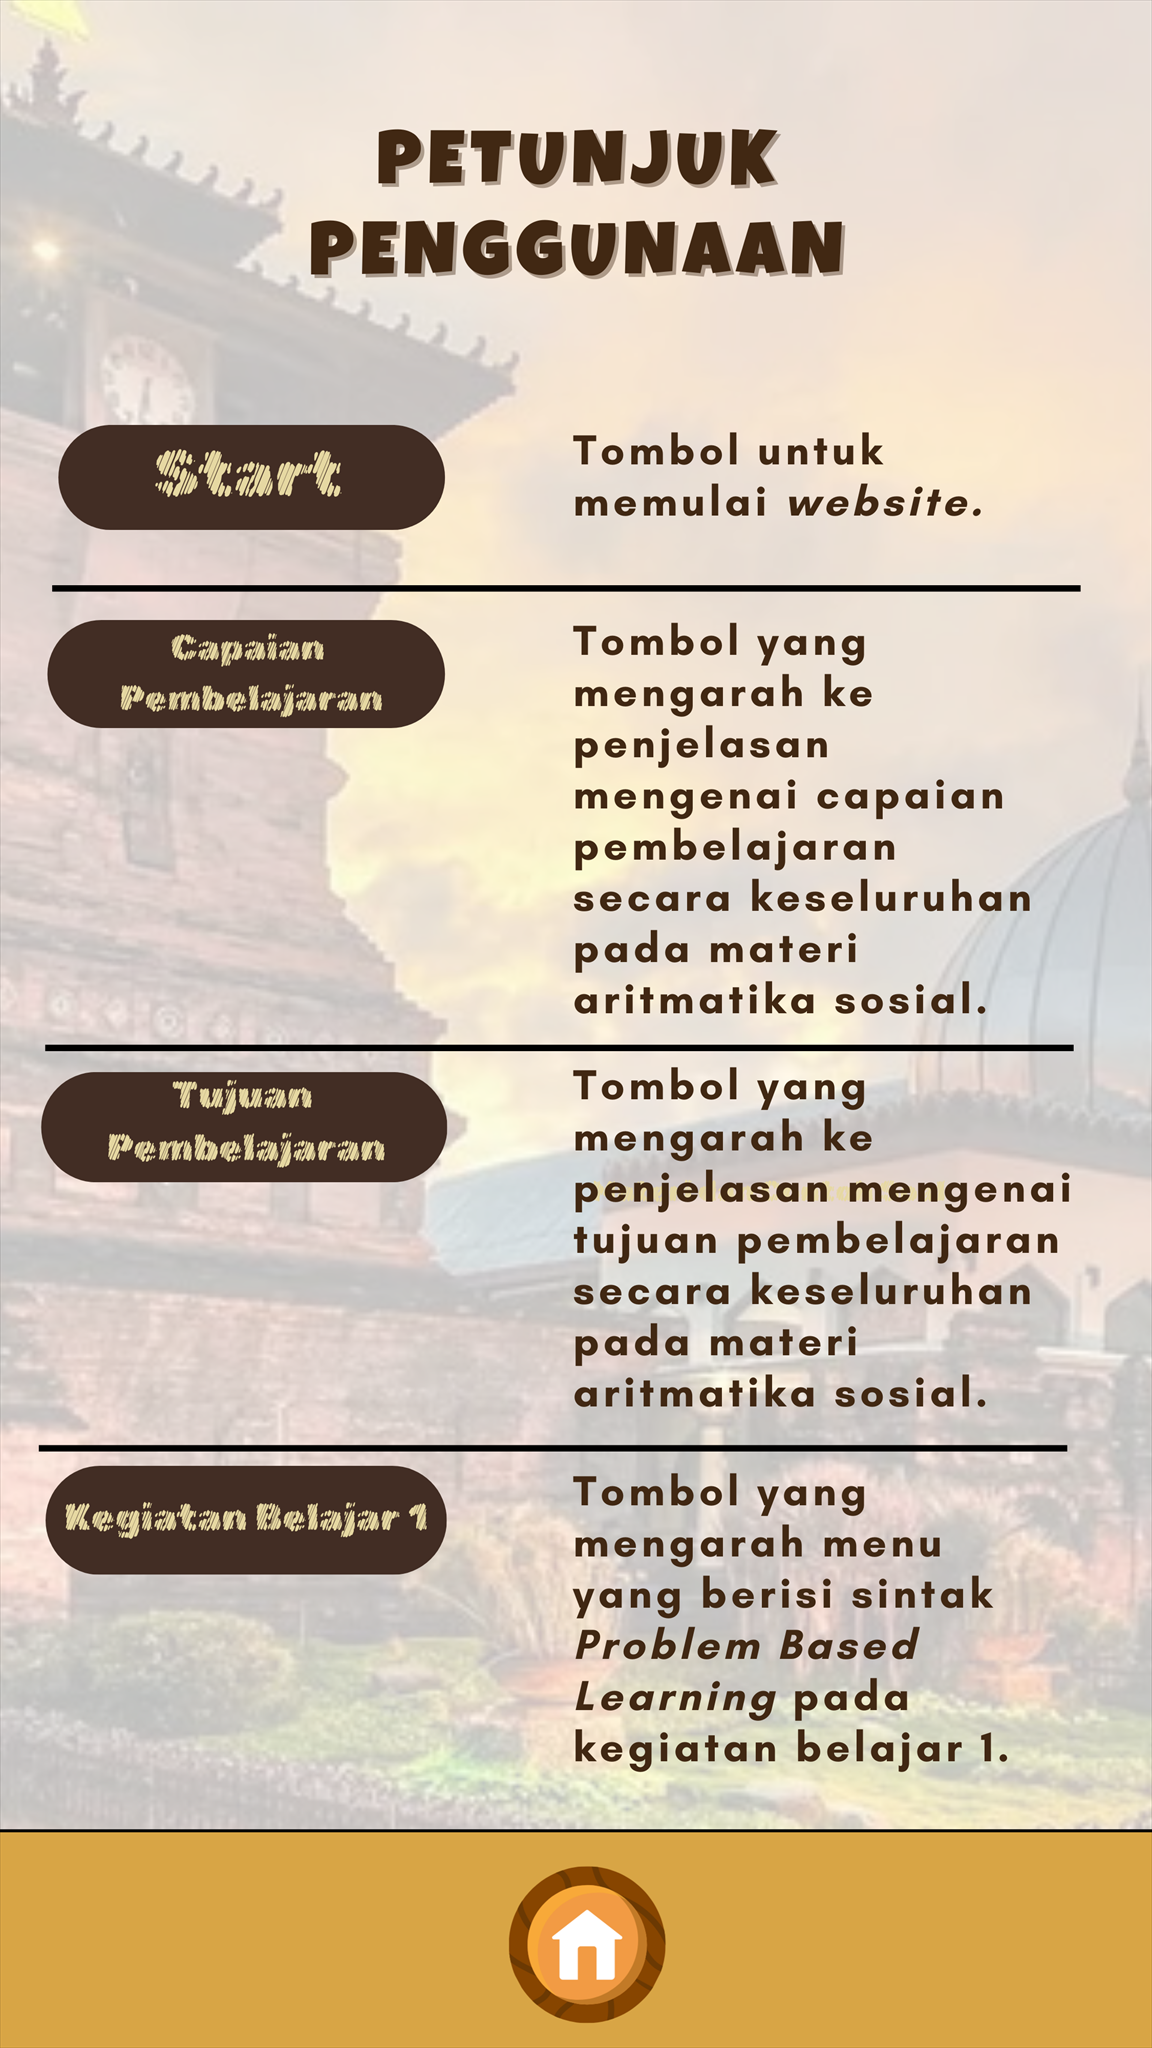 PETUNJUK
PENGGUNAAN
Start
Tombol untuk
memulai website.
Capaian
Pembelajaran
Tombol yang
mengarah ke
penjelasan
mengenai capaian
pembelajaran
secara keseluruhan
pada materi
aritmatika sosial.
Tujuan
Pembelajaran
Tombol yang
mengarah ke
penjelasan mengenai
tujuan pembelajaran
secara keseluruhan
pada materi
aritmatika sosial.
Kegiatan Belajar 1
Tombol yang
mengarah menu
yang berisi sintak
Problem Based
Learning pada
kegiatan belajar 1.